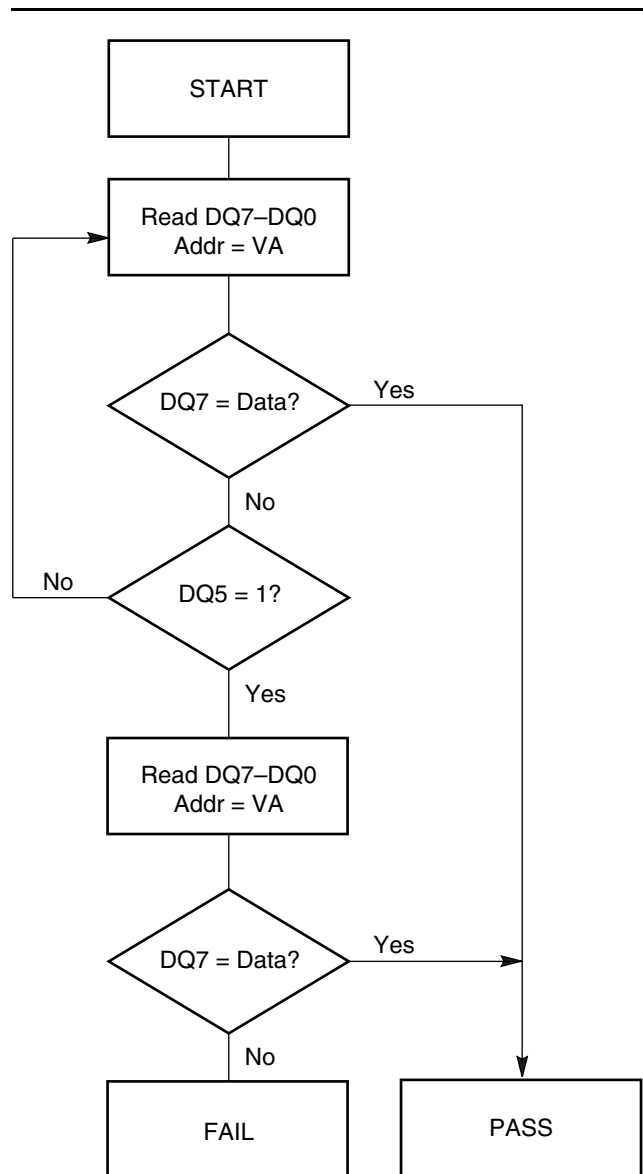 START
Read DQ7–DQ0
Addr = VA
DQ7 = Data?
Yes
No
No
DQ5 = 1?
Yes
Read DQ7–DQ0
Addr = VA
DQ7 = Data?
Yes
No
FAIL
PASS